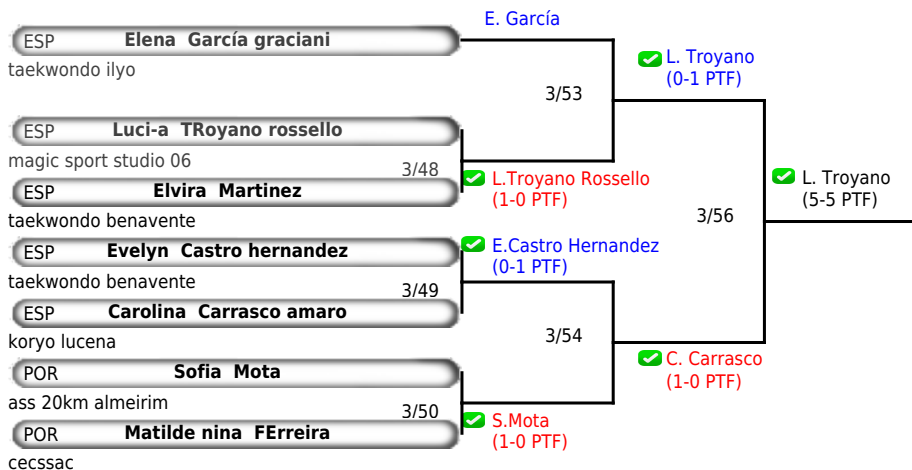 E. García
ESP Elena García graciani
taekwondo ilyo
L. Troyano
(0-1 PTF)
3/53
ESP Luci-a TRoyano rossello
magic sport studio 06
3/48
L.Troyano Rossello
(1-0 PTF)
L. Troyano
(5-5 PTF)
ESP Elvira Martinez
taekwondo benavente
3/56
ESP Evelyn Castro hernandez
E.Castro Hernandez
(0-1 PTF)
taekwondo benavente
3/49
ESP Carolina Carrasco amaro
koryo lucena
3/54
C. Carrasco
(1-0 PTF)
POR Sofia Mota
ass 20km almeirim
3/50
S.Mota
(1-0 PTF)
POR Matilde nina FErreira
cecssac